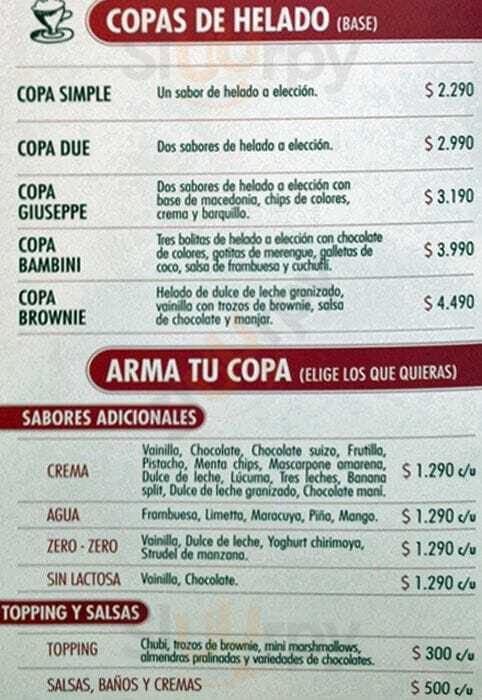 COPAS DE HELADO (BASE)
COPA SIMPLE Un sabor de helado a elección. $ 2.290
COPA DUE Dos sabores de helado a elección. $ 2.990
COPA GIUSEPPE Dos sabores de helado a elección con
base de macedonia, chips de colores,
crema y barquillo. $ 3.190
COPA BAMBINI Tres bolitas de helado a elección con chocolate
de colores, gotitas de merengue, galletas de
coco, salsa de frambuesa y cuchufli. $ 3.990
COPA BROWNIE Helado de dulce de leche granizado,
vainilla con trozos de brownie, salsa
de chocolate y manjar. $ 4.490
ARMA TU COPA (ELIGE LOS QUE QUIERAS)
SABORES ADICIONALES
CREMA Vainilla, Chocolate, Chocolate suizo, Frutilla,
Pistacho, Menta chips, Mascarpone amarena,
Dulce de leche, Lúcuma, Tres leches, Banana
split, Dulce de leche granizado, Chocolate maní. $ 1.290 c/u
AGUA Frambuesa, Limetta, Maracuya, Piña, Mango. $ 1.290 c/u
ZERO - ZERO Vainilla, Dulce de leche, Yoghurt chirimoya,
Strudel de manzana. $ 1.290 c/u
SIN LACTOSA Vainilla, Chocolate. $ 1.290 c/u
TOPPING Y SALSAS
TOPPING Chubi, trozos de brownie, mini marshmallows,
almendras pralinadas y variedades de chocolates. $ 300 c/u
SALSAS, BAÑOS Y CREMAS $ 500 c/u